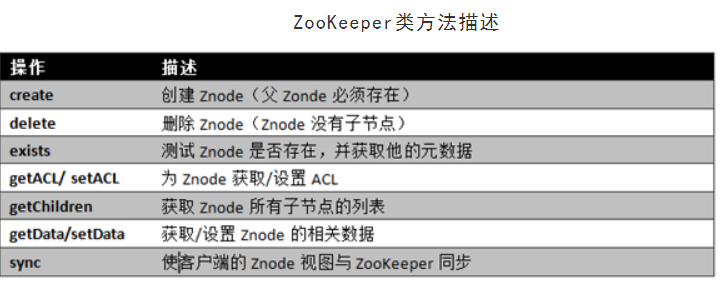 ZooKeeper类方法描述
操作 描述
create 创建 Znode（父 Zonde 必须存在）
delete 删除 Znode（Znode 没有子节点）
exists 测试 Znode 是否存在，并获取他的元数据
getACL/ setACL 为 Znode 获取/设置 ACL
getChildren 获取 Znode 所有子节点的列表
getData/setData 获取/设置 Znode 的相关数据
sync 使客户端的 Znode 视图与 ZooKeeper 同步